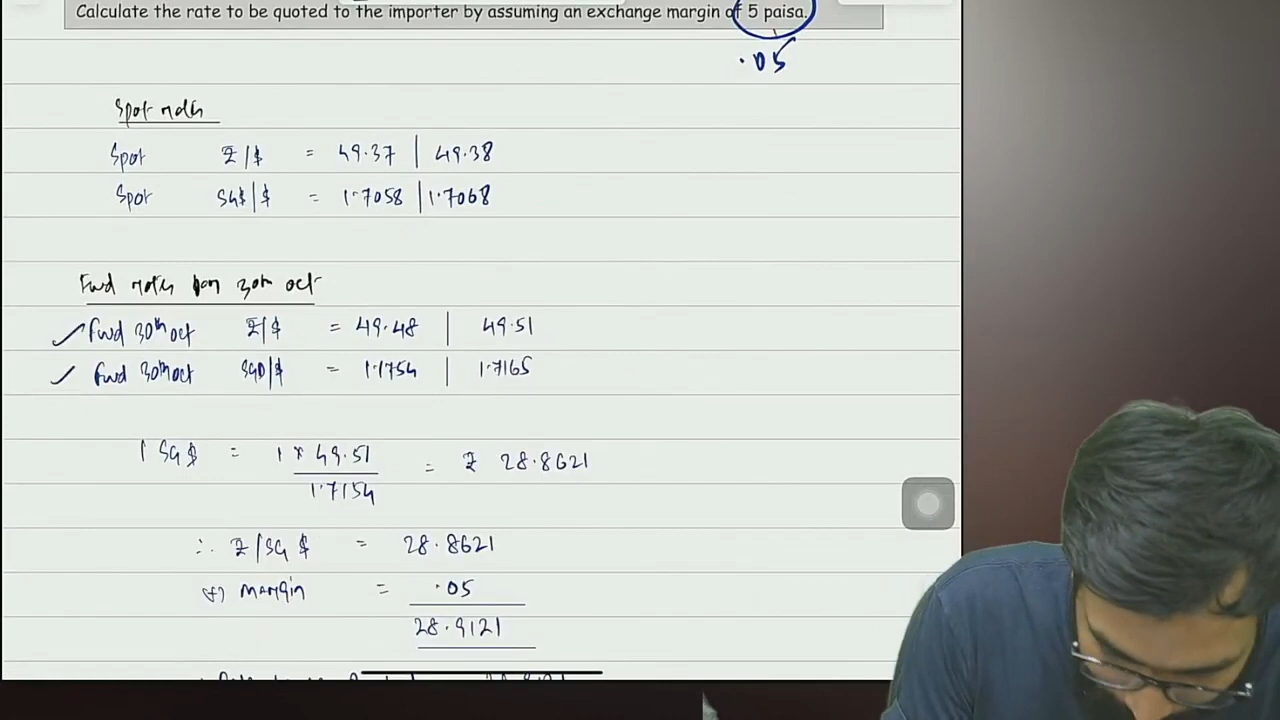 Calculate the rate to be quoted to the importer by assuming an exchange margin of 5 paisa.
.05
Spot rates
Spot ₹/$ = 49.37 | 49.38
Spot SG$/$ = 1.7058 | 1.7068
Fwd rates for 30th oct
Fwd 30th oct ₹/$ = 49.48 | 49.51
Fwd 30th oct SGD/$ = 1.1754 | 1.7165
1 SG$ = 1 × 49.51 = ₹ 28.8621
1.7154
∴ ₹/SG$ = 28.8621
(+) margin = .05
28.9121